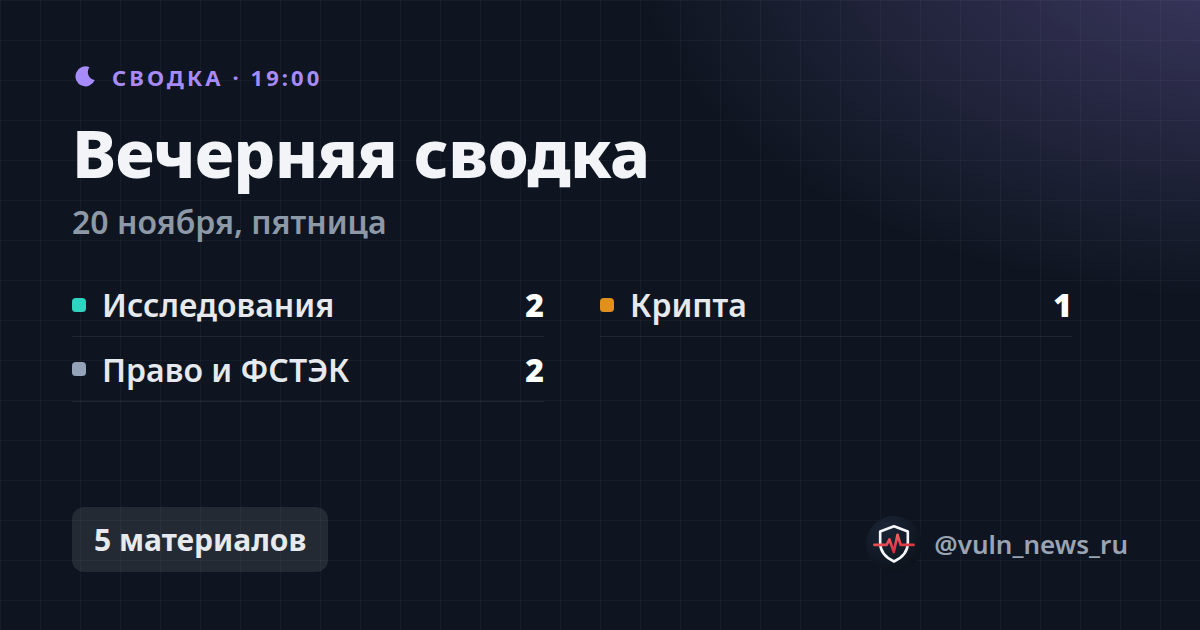 СВОДКА · 19:00
Вечерняя сводка
20 ноября, пятница
Исследования 2
Крипта 1
Право и ФСТЭК 2
5 материалов
@vuln_news_ru